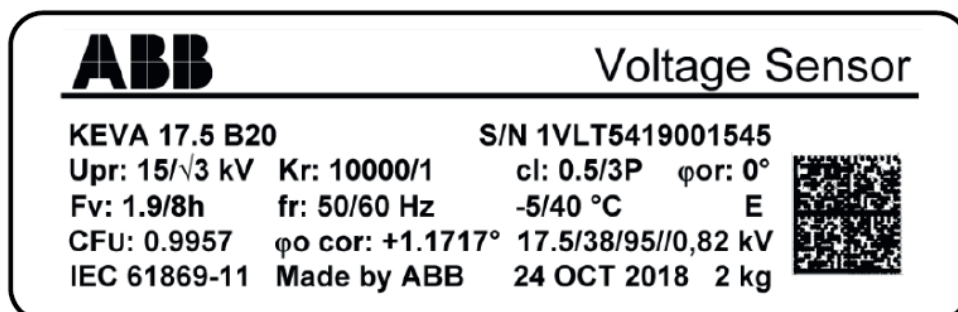 ABB Voltage Sensor
KEVA 17.5 B20 S/N 1VLT5419001545
Upr: 15/√3 kV Kr: 10000/1 cl: 0.5/3P φor: 0°
Fv: 1.9/8h fr: 50/60 Hz -5/40 °C E
CFU: 0.9957 φo cor: +1.1717° 17.5/38/95//0,82 kV
IEC 61869-11 Made by ABB 24 OCT 2018 2 kg